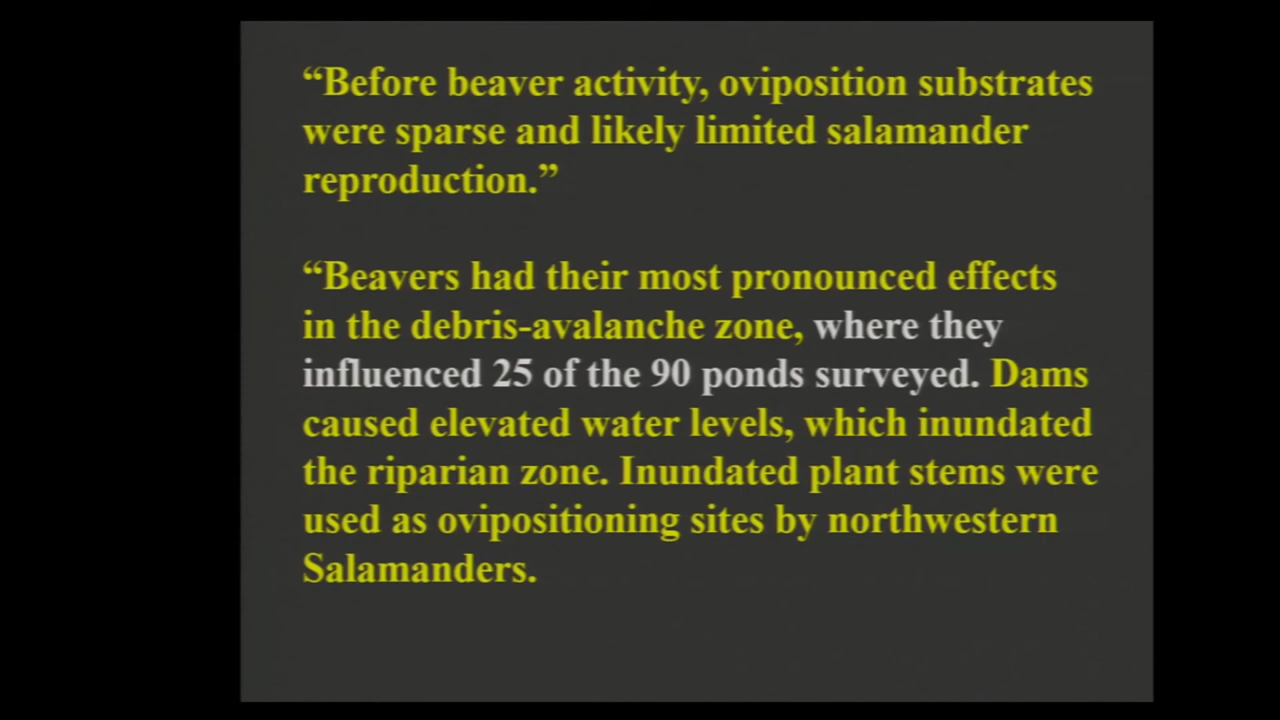 “Before beaver activity, oviposition substrates
were sparse and likely limited salamander
reproduction.”
“Beavers had their most pronounced effects
in the debris-avalanche zone, where they
influenced 25 of the 90 ponds surveyed. Dams
caused elevated water levels, which inundated
the riparian zone. Inundated plant stems were
used as ovipositioning sites by northwestern
Salamanders.